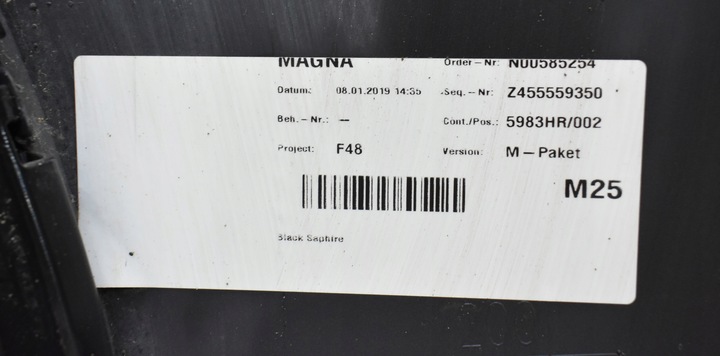 MAGNA Order-Nr: N00585254
Datum: 08.01.2019 14:35 Seq.-Nr: Z455559350
Beh.-Nr.: -- Cont./Pos.: 5983HR/002
Project: F48 Version: M-Paket
M25
Black Saphire